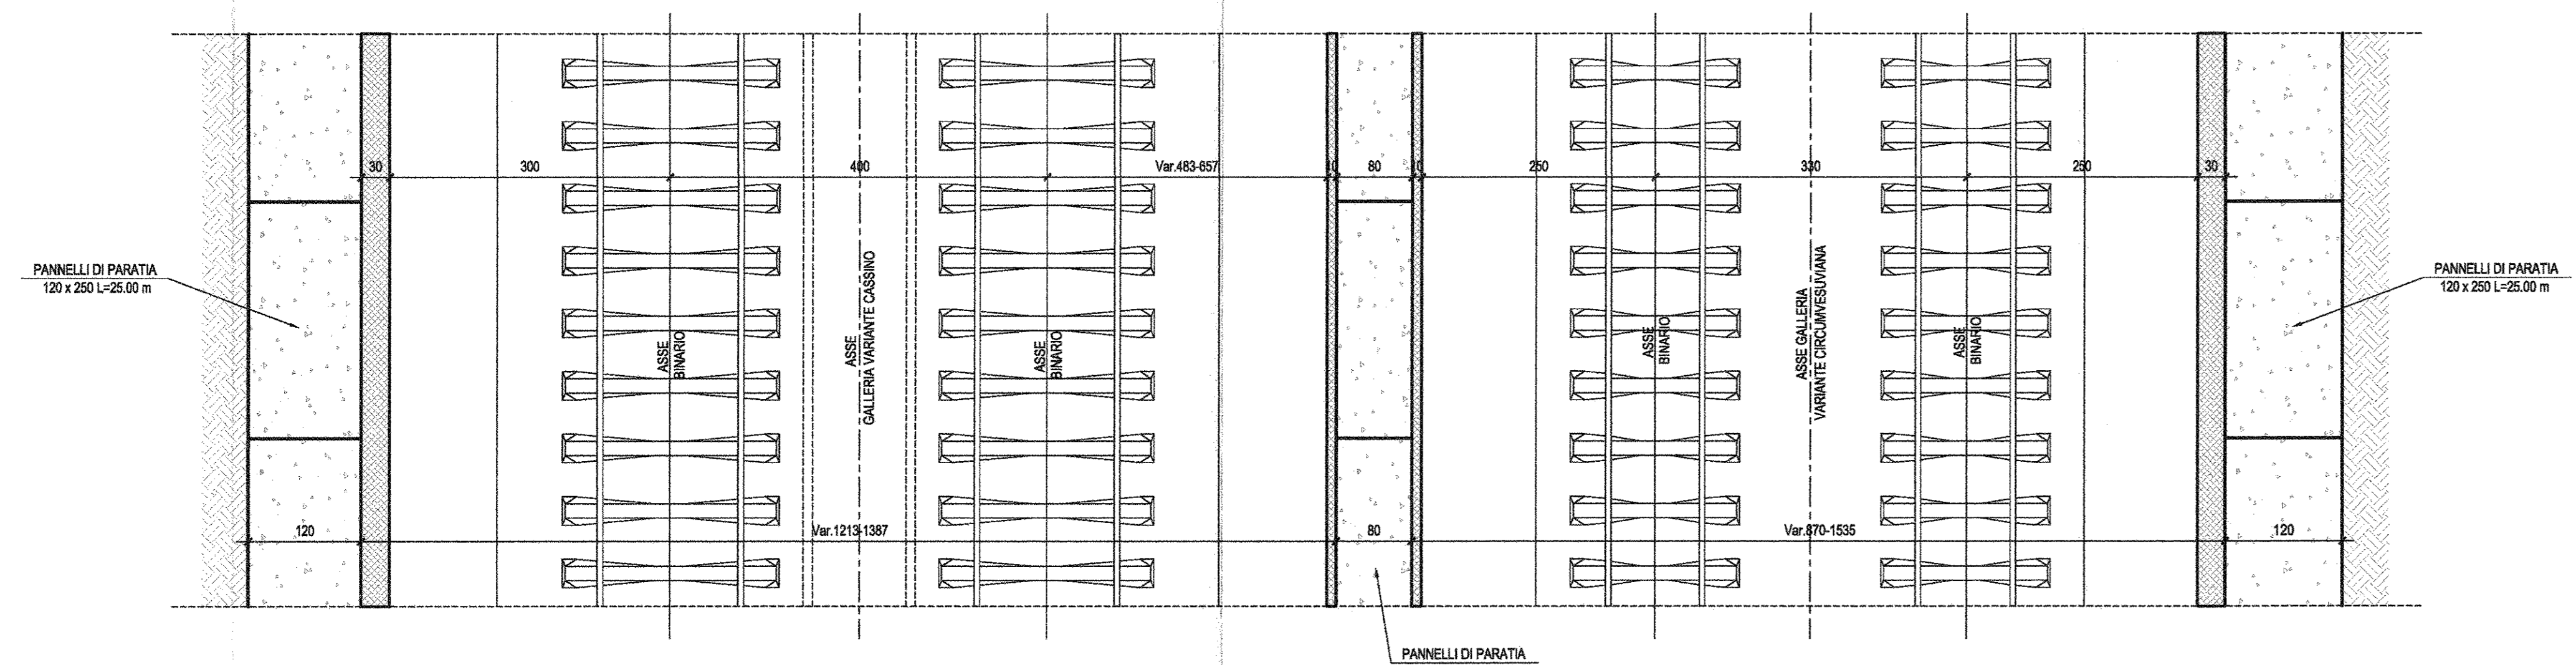 30
300
400
Var.483-657
10
80
10
250
330
250
30
PANNELLI DI PARATIA
120 x 250 L=25.00 m
ASSE
BINARIO
ASSE
GALLERIA VARIANTE CASSINO
ASSE
BINARIO
ASSE
BINARIO
ASSE GALLERIA
VARIANTE CIRCUMVESUVIANA
ASSE
BINARIO
PANNELLI DI PARATIA
120 x 250 L=25.00 m
120
Var.1213-1387
80
Var.870-1535
120
PANNELLI DI PARATIA